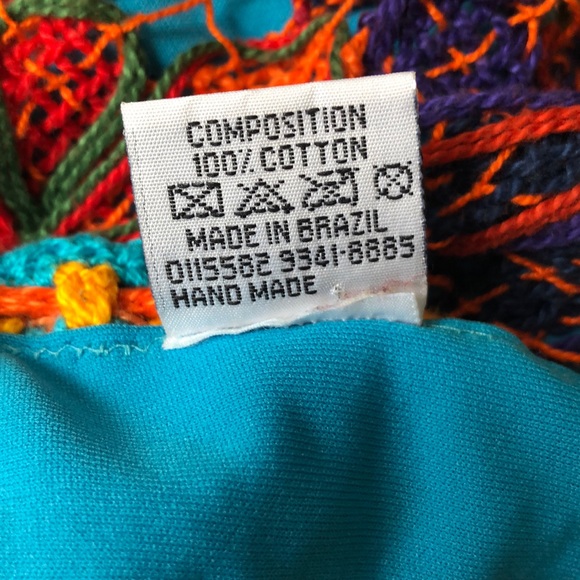 COMPOSITION
100% COTTON
MADE IN BRAZIL
0115582 9341-8885
HAND MADE